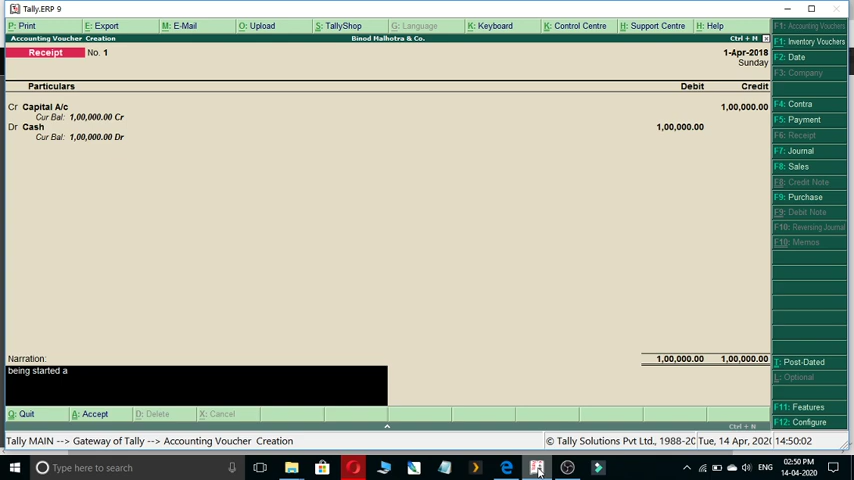 Tally.ERP 9
P: Print E: Export M: E-Mail O: Upload S: TallyShop G: Language K: Keyboard K: Control Centre H: Support Centre H: Help
Accounting Voucher Creation Binod Malhotra & Co. Ctrl + N
Receipt No. 1 1-Apr-2018
Sunday
Particulars Debit Credit
Cr Capital A/c 1,00,000.00
Cur Bal: 1,00,000.00 Cr
Dr Cash 1,00,000.00
Cur Bal: 1,00,000.00 Dr
Narration: 1,00,000.00 1,00,000.00
being started a
Q: Quit A: Accept D: Delete X: Cancel
Ctrl + N
Tally MAIN --> Gateway of Tally --> Accounting Voucher Creation © Tally Solutions Pvt Ltd., 1988-20 Tue, 14 Apr, 2020 14:50:02
F1: Accounting Vouchers
F1: Inventory Vouchers
F2: Date
F3: Company
F4: Contra
F5: Payment
F6: Receipt
F7: Journal
F8: Sales
F8: Credit Note
F9: Purchase
F9: Debit Note
F10: Reversing Journal
F10: Memos
T: Post-Dated
L: Optional
F11: Features
F12: Configure
Type here to search ENG 02:50 PM
14-04-2020